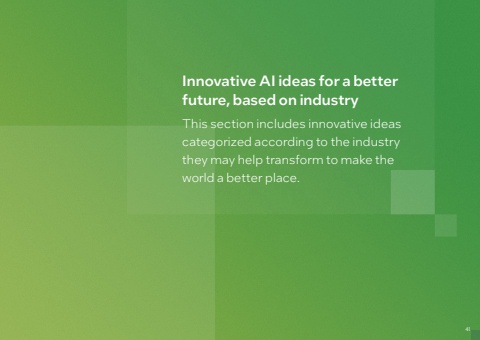 Innovative AI ideas for a better
future, based on industry
This section includes innovative ideas
categorized according to the industry
they may help transform to make the
world a better place.